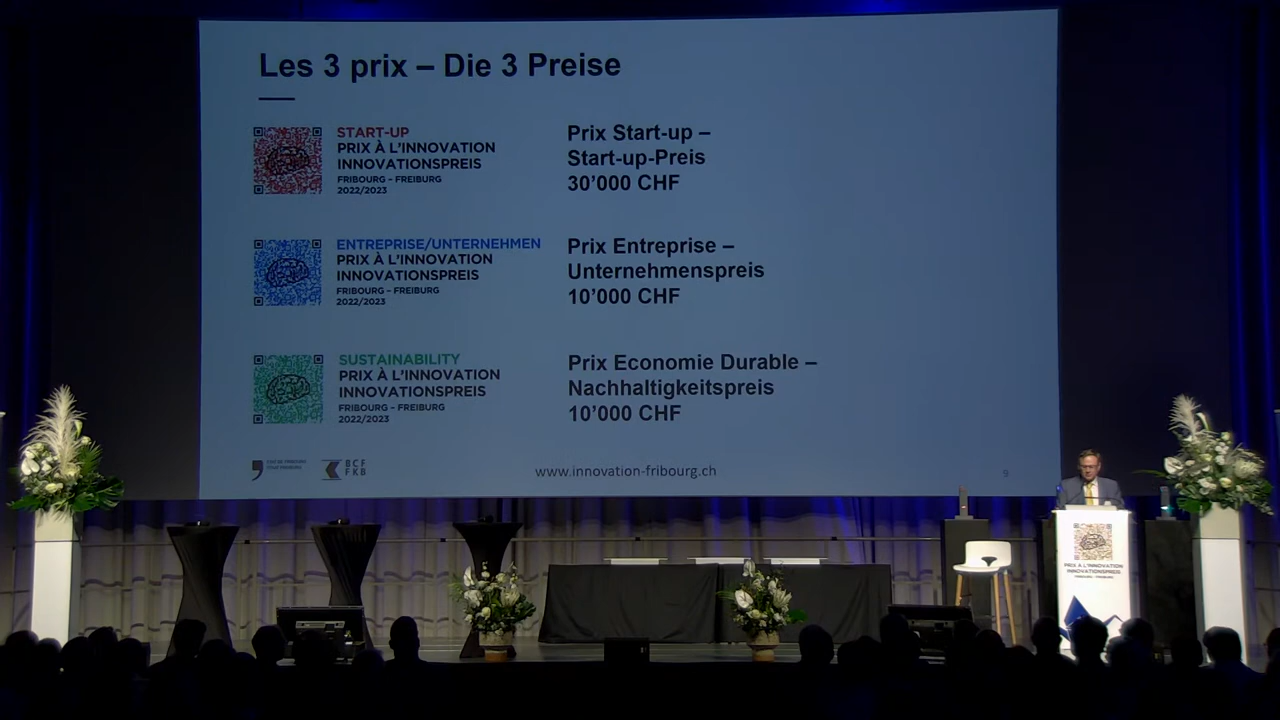 Les 3 prix – Die 3 Preise
START-UP
PRIX À L'INNOVATION
INNOVATIONSPREIS
FRIBOURG – FREIBURG
2022/2023
Prix Start-up –
Start-up-Preis
30'000 CHF
ENTREPRISE/UNTERNEHMEN
PRIX À L'INNOVATION
INNOVATIONSPREIS
FRIBOURG – FREIBURG
2022/2023
Prix Entreprise –
Unternehmenspreis
10'000 CHF
SUSTAINABILITY
PRIX À L'INNOVATION
INNOVATIONSPREIS
FRIBOURG – FREIBURG
2022/2023
Prix Economie Durable –
Nachhaltigkeitspreis
10'000 CHF
BCF
FKB
www.innovation-fribourg.ch
9
PRIX À L'INNOVATION
INNOVATIONSPREIS
FRIBOURG – FREIBURG